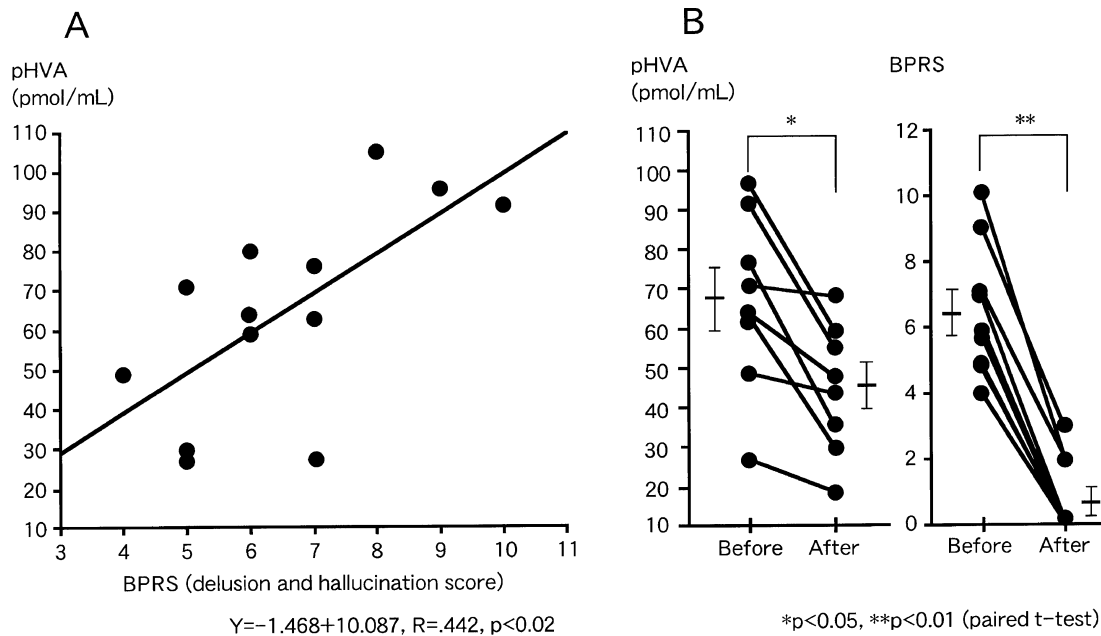 A
pHVA
(pmol/mL)
110
100
90
80
70
60
50
40
30
20
10
3 4 5 6 7 8 9 10 11
BPRS (delusion and hallucination score)
Y=−1.468+10.087, R=.442, p<0.02
B
pHVA
(pmol/mL)
*
110
100
90
80
70
60
50
40
30
20
10
Before After
BPRS
**
12
10
8
6
4
2
0
Before After
*p<0.05, **p<0.01 (paired t-test)